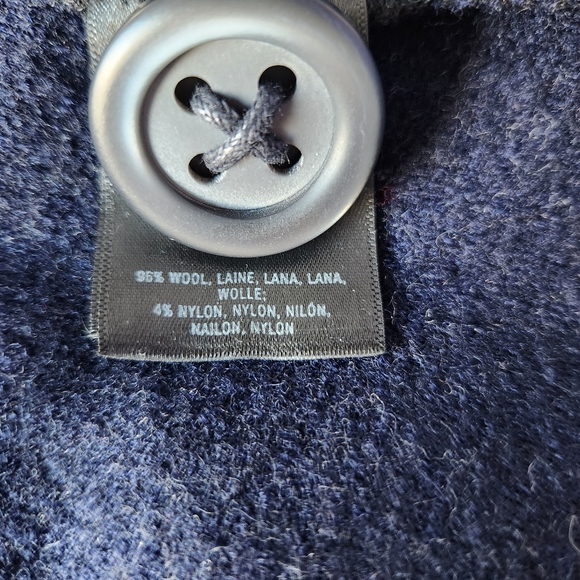 96% WOOL, LAINE, LANA, LANA,
WOLLE;
4% NYLON, NYLON, NILÓN,
NAILON, NYLON